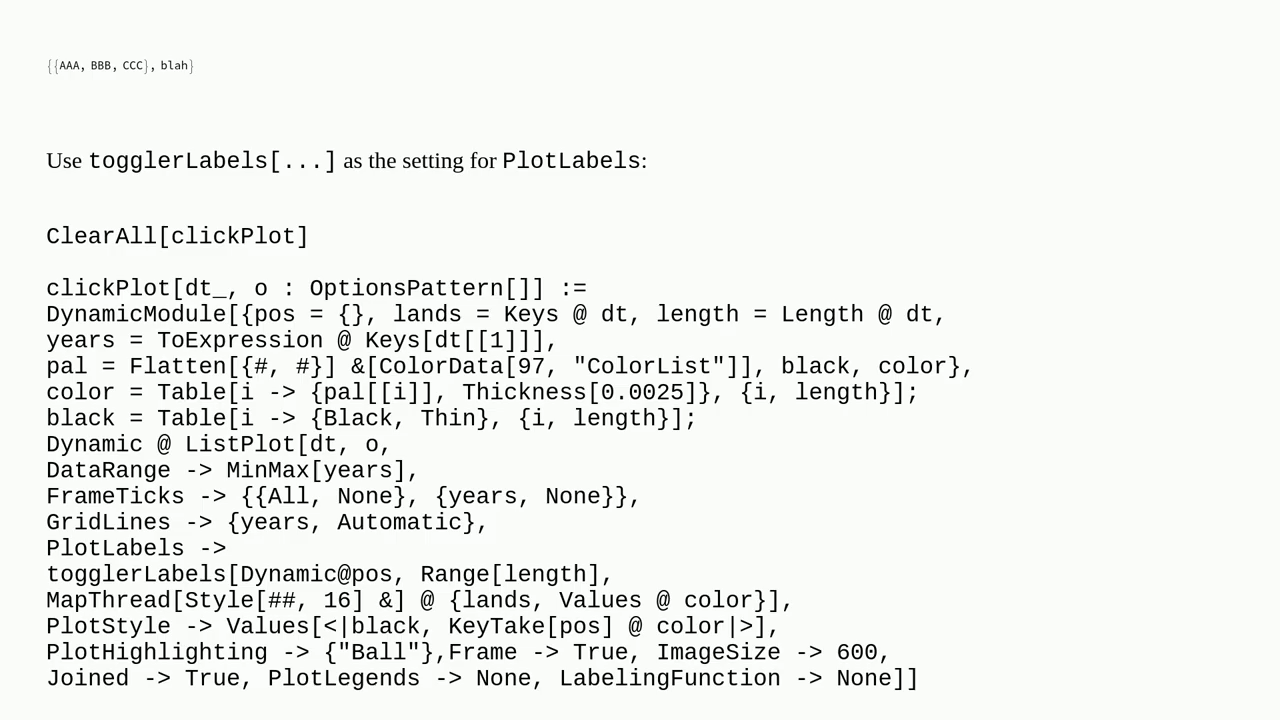 {{AAA, BBB, CCC}, blah}
Use togglerLabels[...] as the setting for PlotLabels:
ClearAll[clickPlot]
clickPlot[dt_, o : OptionsPattern[]] :=
DynamicModule[{pos = {}, lands = Keys @ dt, length = Length @ dt,
years = ToExpression @ Keys[dt[[1]]],
pal = Flatten[{#, #}] &[ColorData[97, "ColorList"]], black, color},
color = Table[i -> {pal[[i]], Thickness[0.0025]}, {i, length}];
black = Table[i -> {Black, Thin}, {i, length}];
Dynamic @ ListPlot[dt, o,
DataRange -> MinMax[years],
FrameTicks -> {{All, None}, {years, None}},
GridLines -> {years, Automatic},
PlotLabels ->
togglerLabels[Dynamic@pos, Range[length],
MapThread[Style[##, 16] &] @ {lands, Values @ color}],
PlotStyle -> Values[<|black, KeyTake[pos] @ color|>],
PlotHighlighting -> {"Ball"},Frame -> True, ImageSize -> 600,
Joined -> True, PlotLegends -> None, LabelingFunction -> None]]